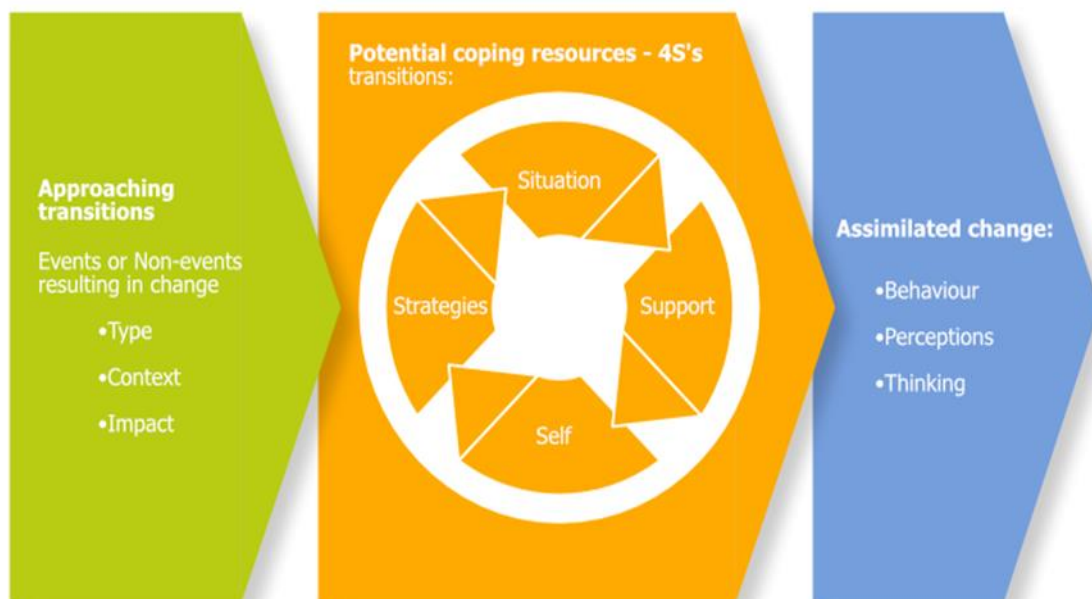 Approaching
transitions
Events or Non-events
resulting in change
•Type
•Context
•Impact
Potential coping resources - 4S's
transitions:
Situation
Support
Self
Strategies
Assimilated change:
•Behaviour
•Perceptions
•Thinking